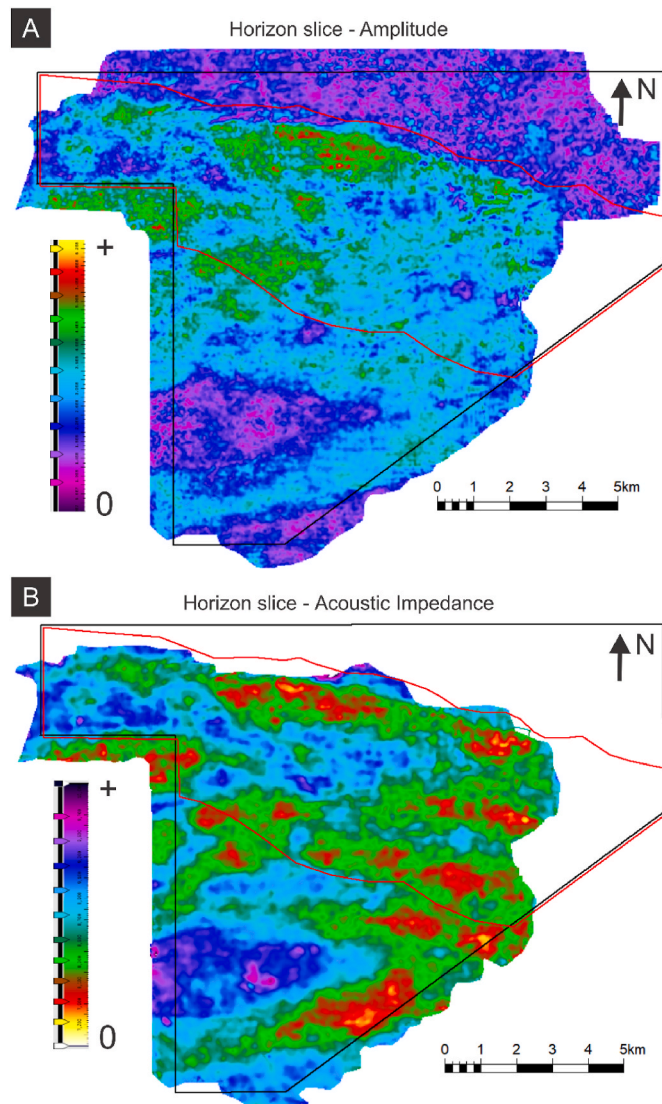 A
Horizon slice - Amplitude
N
+
0
0 1 2 3 4 5km
B
Horizon slice - Acoustic Impedance
N
+
0
0 1 2 3 4 5km